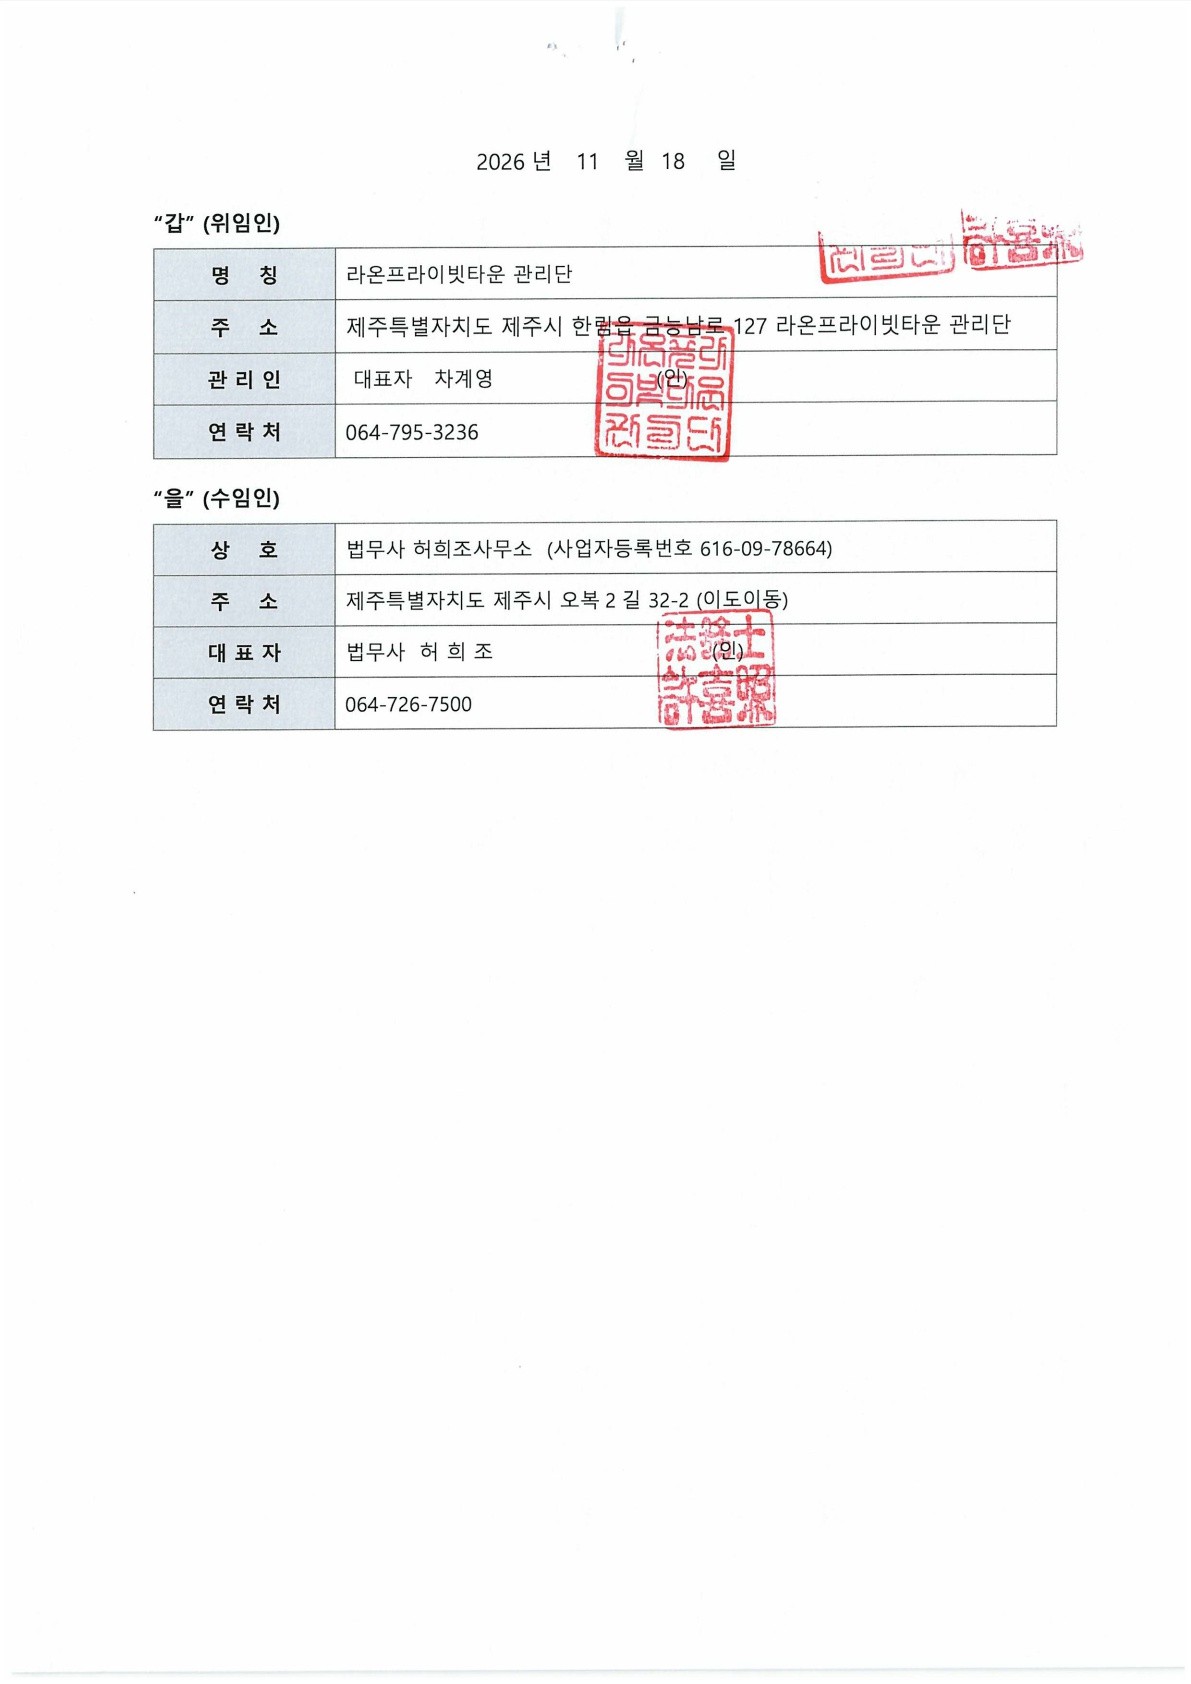 2026 년 11 월 18 일
“갑” (위임인)
명 칭 라온프라이빗타운 관리단
주 소 제주특별자치도 제주시 한림읍 금능남로 127 라온프라이빗타운 관리단
관 리 인 대표자 차계영 (인)
연 락 처 064-795-3236
“을” (수임인)
상 호 법무사 허희조사무소 (사업자등록번호 616-09-78664)
주 소 제주특별자치도 제주시 오복 2 길 32-2 (이도이동)
대 표 자 법무사 허 희 조 (인)
연 락 처 064-726-7500